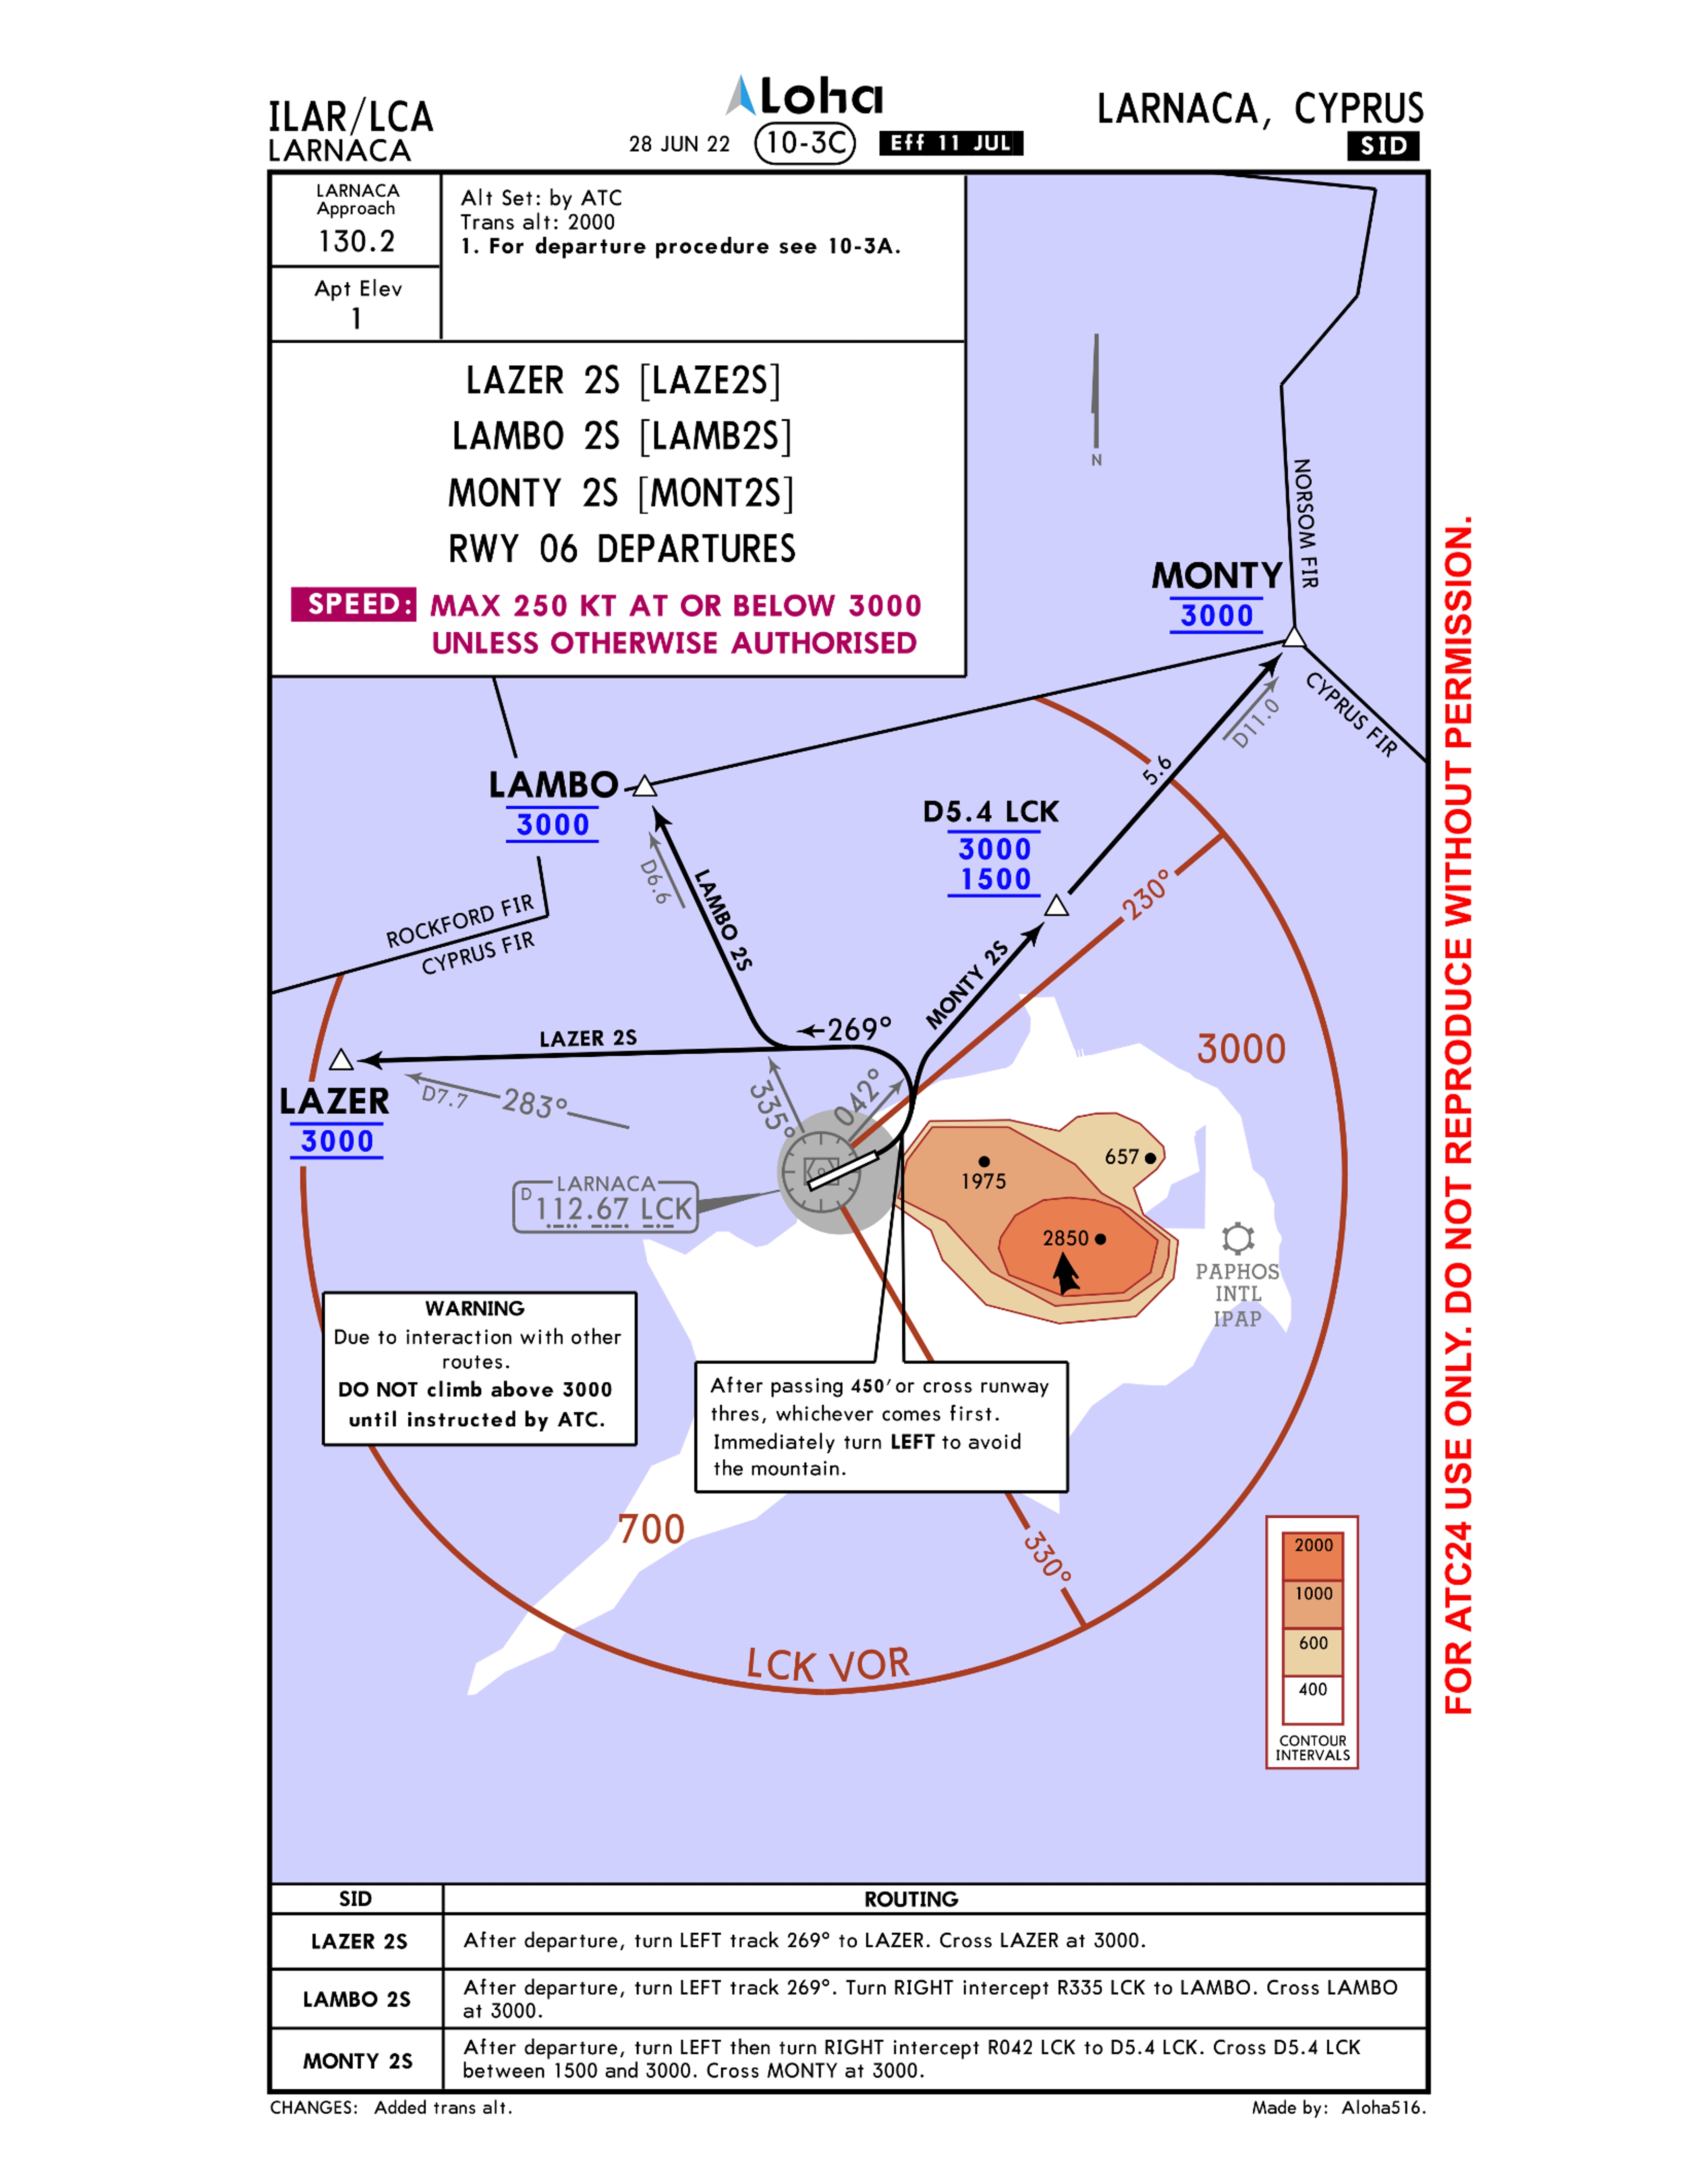 ILAR/LCA
LARNACA
Loha
28 JUN 22 10-3C Eff 11 JUL
LARNACA, CYPRUS
SID
LARNACA
Approach
130.2
Apt Elev
1
Alt Set: by ATC
Trans alt: 2000
1. For departure procedure see 10-3A.
LAZER 2S [LAZE2S]
LAMBO 2S [LAMB2S]
MONTY 2S [MONT2S]
RWY 06 DEPARTURES
SPEED: MAX 250 KT AT OR BELOW 3000
UNLESS OTHERWISE AUTHORISED
N
NORSOM FIR
MONTY
3000
CYPRUS FIR
D11.0
5.6
LAMBO
3000
D6.6
LAMBO 2S
D5.4 LCK
3000
1500
230°
ROCKFORD FIR
CYPRUS FIR
MONTY 2S
269°
LAZER 2S
3000
LAZER
3000
D7.7
283°
335°
042°
657
1975
LARNACA
D 112.67 LCK
2850
PAPHOS
INTL
IPAP
WARNING
Due to interaction with other
routes.
DO NOT climb above 3000
until instructed by ATC.
After passing 450' or cross runway
thres, whichever comes first.
Immediately turn LEFT to avoid
the mountain.
700
330°
LCK VOR
2000
1000
600
400
CONTOUR
INTERVALS
SID ROUTING
LAZER 2S After departure, turn LEFT track 269° to LAZER. Cross LAZER at 3000.
LAMBO 2S After departure, turn LEFT track 269°. Turn RIGHT intercept R335 LCK to LAMBO. Cross LAMBO
at 3000.
MONTY 2S After departure, turn LEFT then turn RIGHT intercept R042 LCK to D5.4 LCK. Cross D5.4 LCK
between 1500 and 3000. Cross MONTY at 3000.
CHANGES: Added trans alt.
Made by: Aloha516.
FOR ATC24 USE ONLY. DO NOT REPRODUCE WITHOUT PERMISSION.